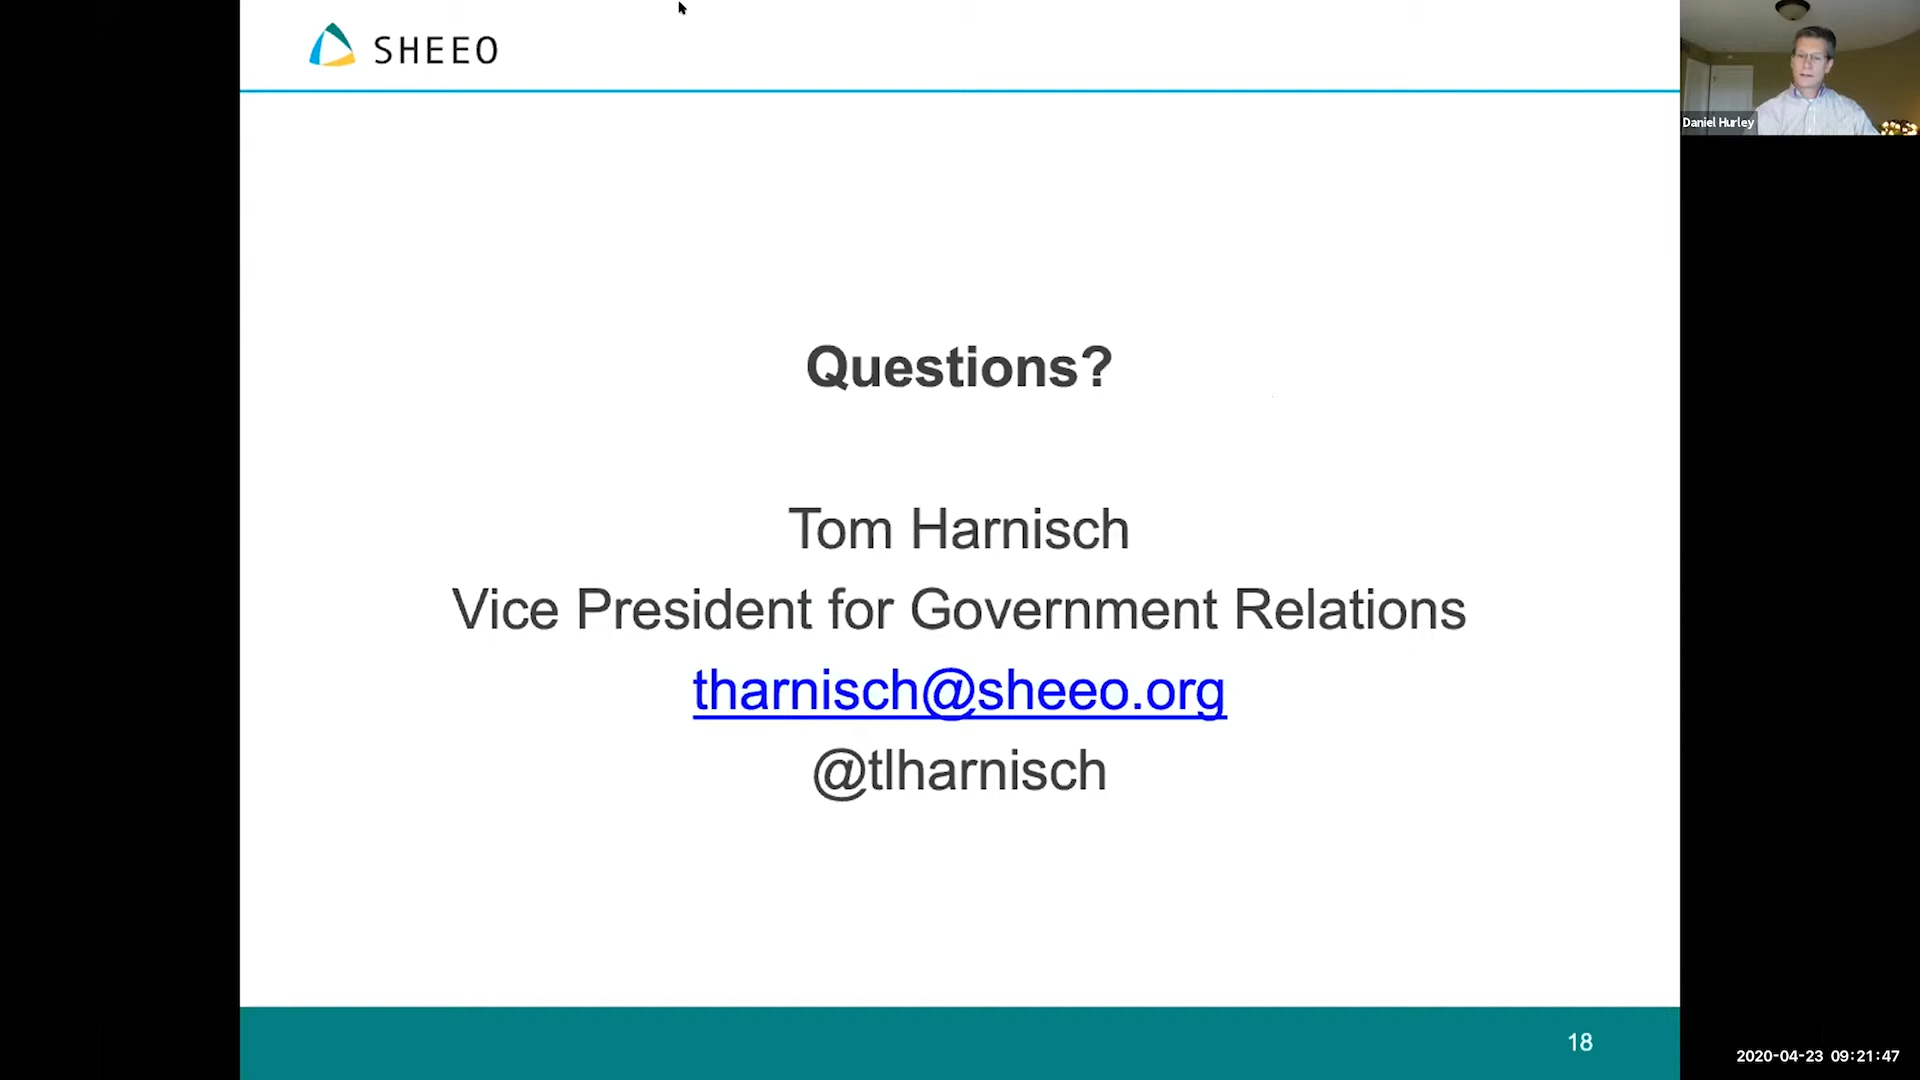 SHEEO
Daniel Hurley
Questions?
Tom Harnisch
Vice President for Government Relations
tharnisch@sheeo.org
@tlharnisch
18
2020-04-23 09:21:47